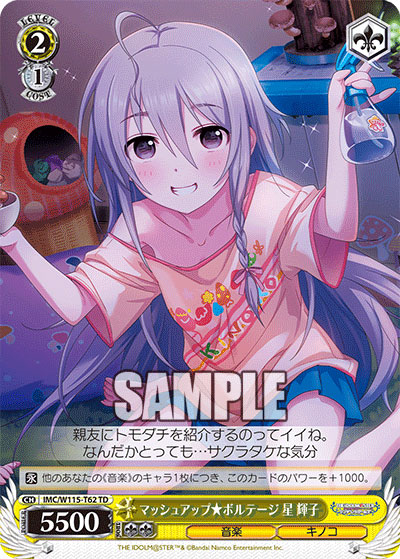 LEVEL
2
1
COST
KINOKO
SAMPLE
親友にトモダチを紹介するのってイイね。
なんだかとっても…サクラタケな気分
永 他のあなたの《音楽》のキャラ1枚につき、このカードのパワーを+1000。
CH IMC/W115-T62 TD
5500
マッシュアップ★ボルテージ 星 輝子
音楽 キノコ
THE IDOLM@STER™& ©Bandai Namco Entertainment Inc.